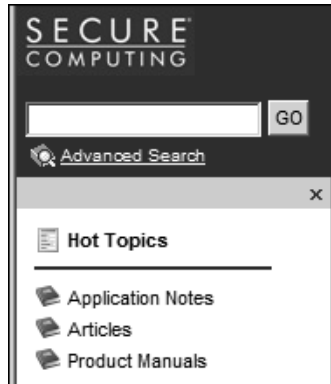 SECURE
COMPUTING
GO
Advanced Search
×
Hot Topics
Application Notes
Articles
Product Manuals